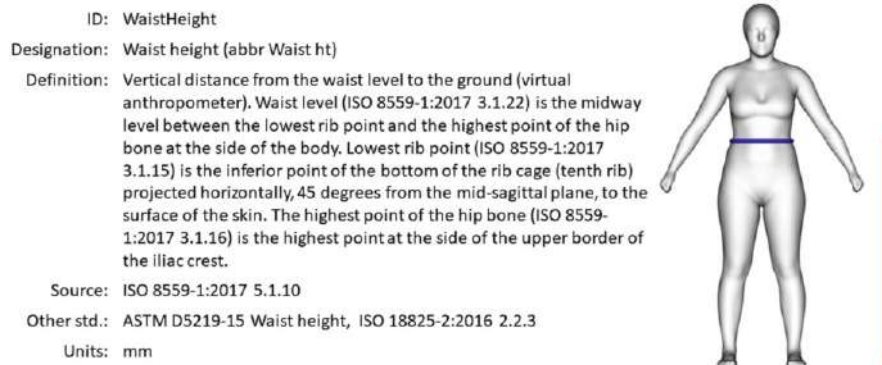 ID: WaistHeight
Designation: Waist height (abbr Waist ht)
Definition: Vertical distance from the waist level to the ground (virtual
anthropometer). Waist level (ISO 8559-1:2017 3.1.22) is the midway
level between the lowest rib point and the highest point of the hip
bone at the side of the body. Lowest rib point (ISO 8559-1:2017
3.1.15) is the inferior point of the bottom of the rib cage (tenth rib)
projected horizontally, 45 degrees from the mid-sagittal plane, to the
surface of the skin. The highest point of the hip bone (ISO 8559-
1:2017 3.1.16) is the highest point at the side of the upper border of
the iliac crest.
Source: ISO 8559-1:2017 5.1.10
Other std.: ASTM D5219-15 Waist height, ISO 18825-2:2016 2.2.3
Units: mm